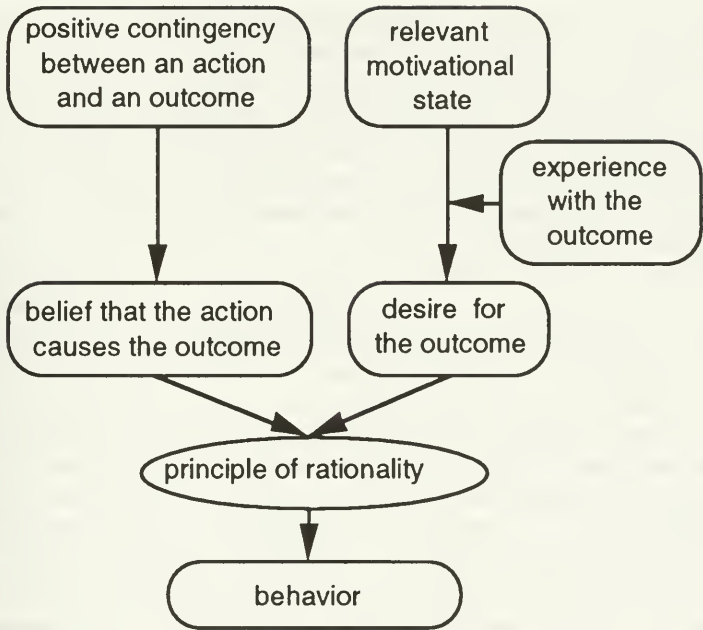 positive contingency
between an action
and an outcome
relevant
motivational
state
experience
with the
outcome
belief that the action
causes the outcome
desire for
the outcome
principle of rationality
behavior